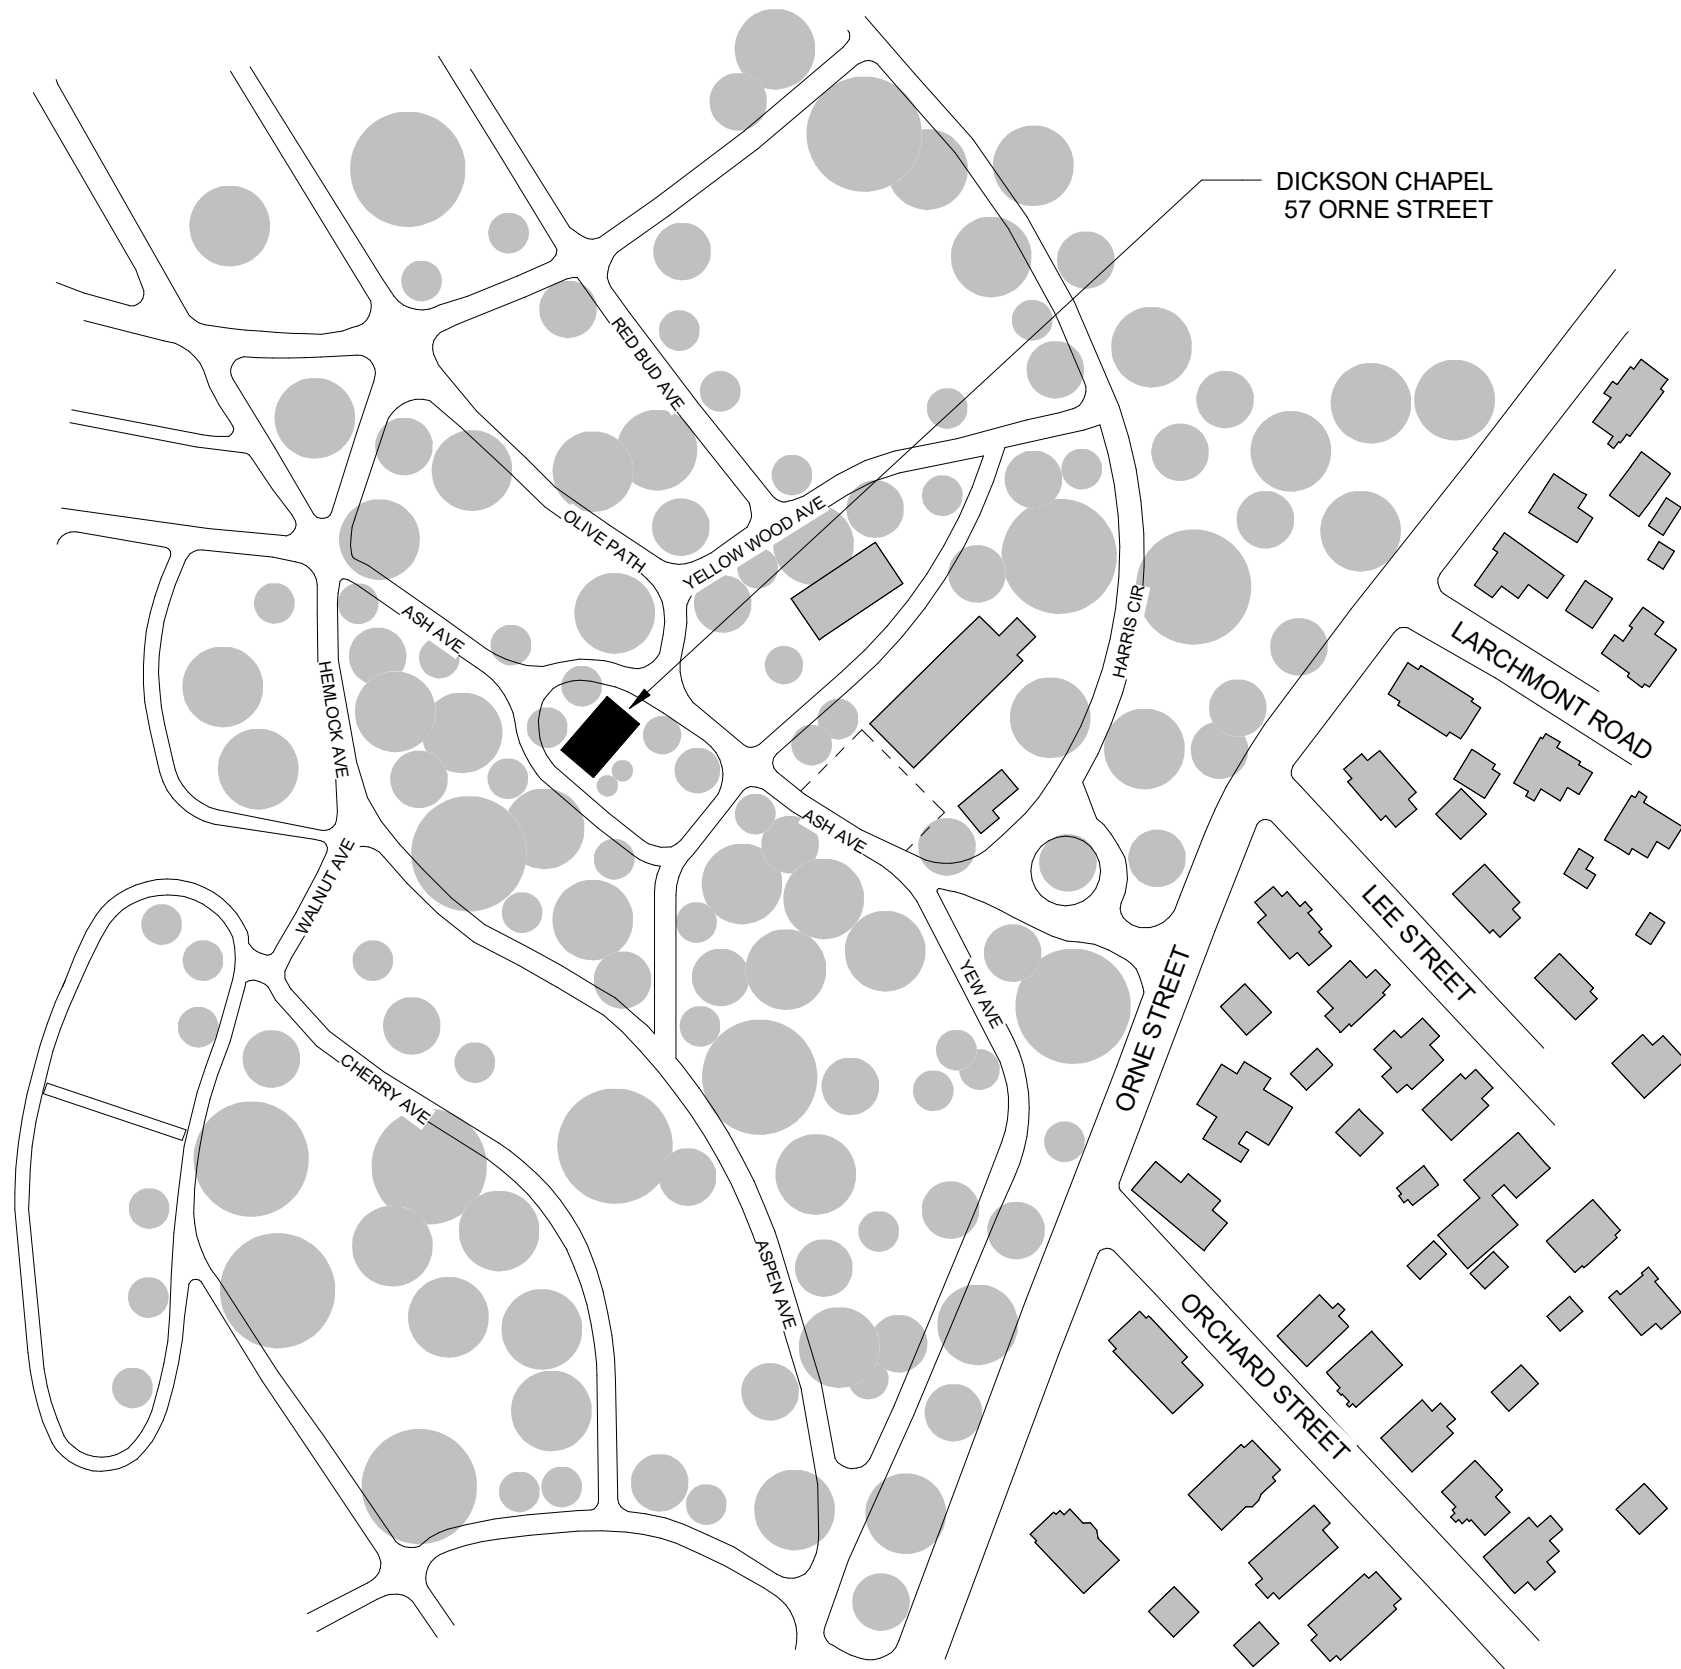 DICKSON CHAPEL
57 ORNE STREET
RED BUD AVE
OLIVE PATH
YELLOW WOOD AVE
ASH AVE
HARRIS CIR
LARCHMONT ROAD
HEMLOCK AVE
ASH AVE
WALNUT AVE
LEE STREET
YEW AVE
ORNE STREET
CHERRY AVE
ASPEN AVE
ORCHARD STREET